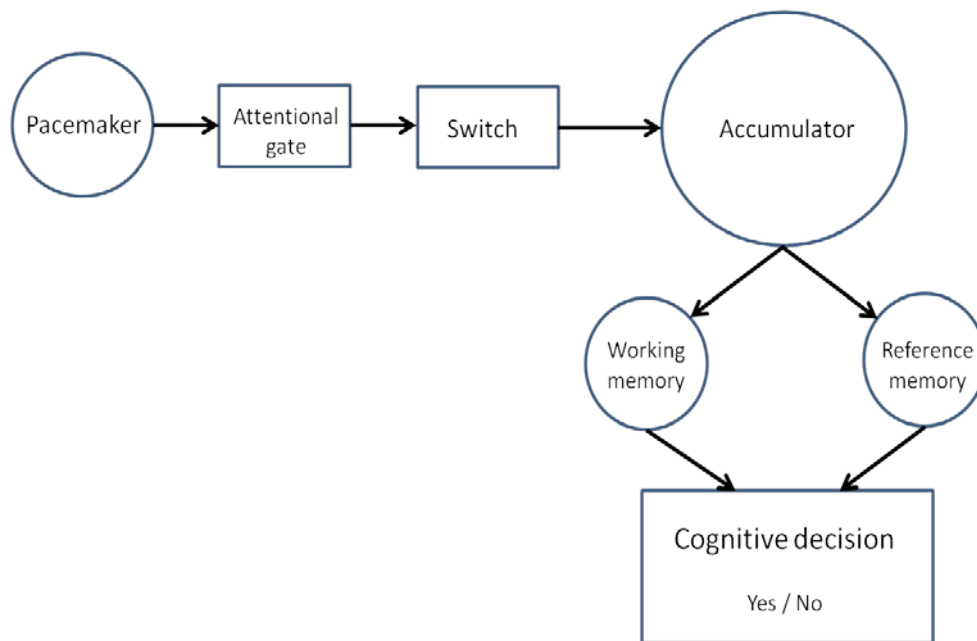 Pacemaker
Attentional
gate
Switch
Accumulator
Working
memory
Reference
memory
Cognitive decision
Yes / No